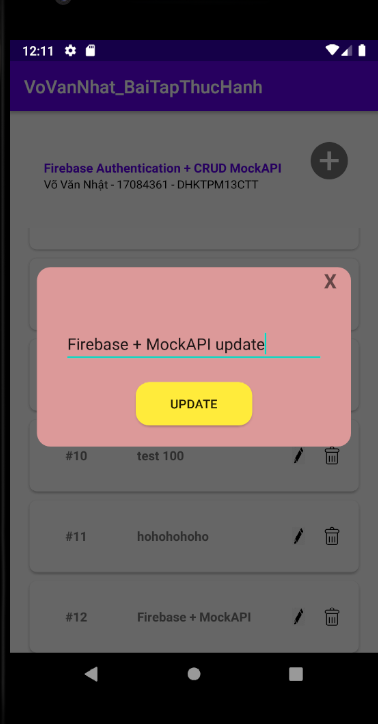 12:11
VoVanNhat_BaiTapThucHanh
Firebase Authentication + CRUD MockAPI
Võ Văn Nhật - 17084361 - DHKTPM13CTT
X
Firebase + MockAPI update
UPDATE
#10 test 100
#11 hohohohoho
#12 Firebase + MockAPI